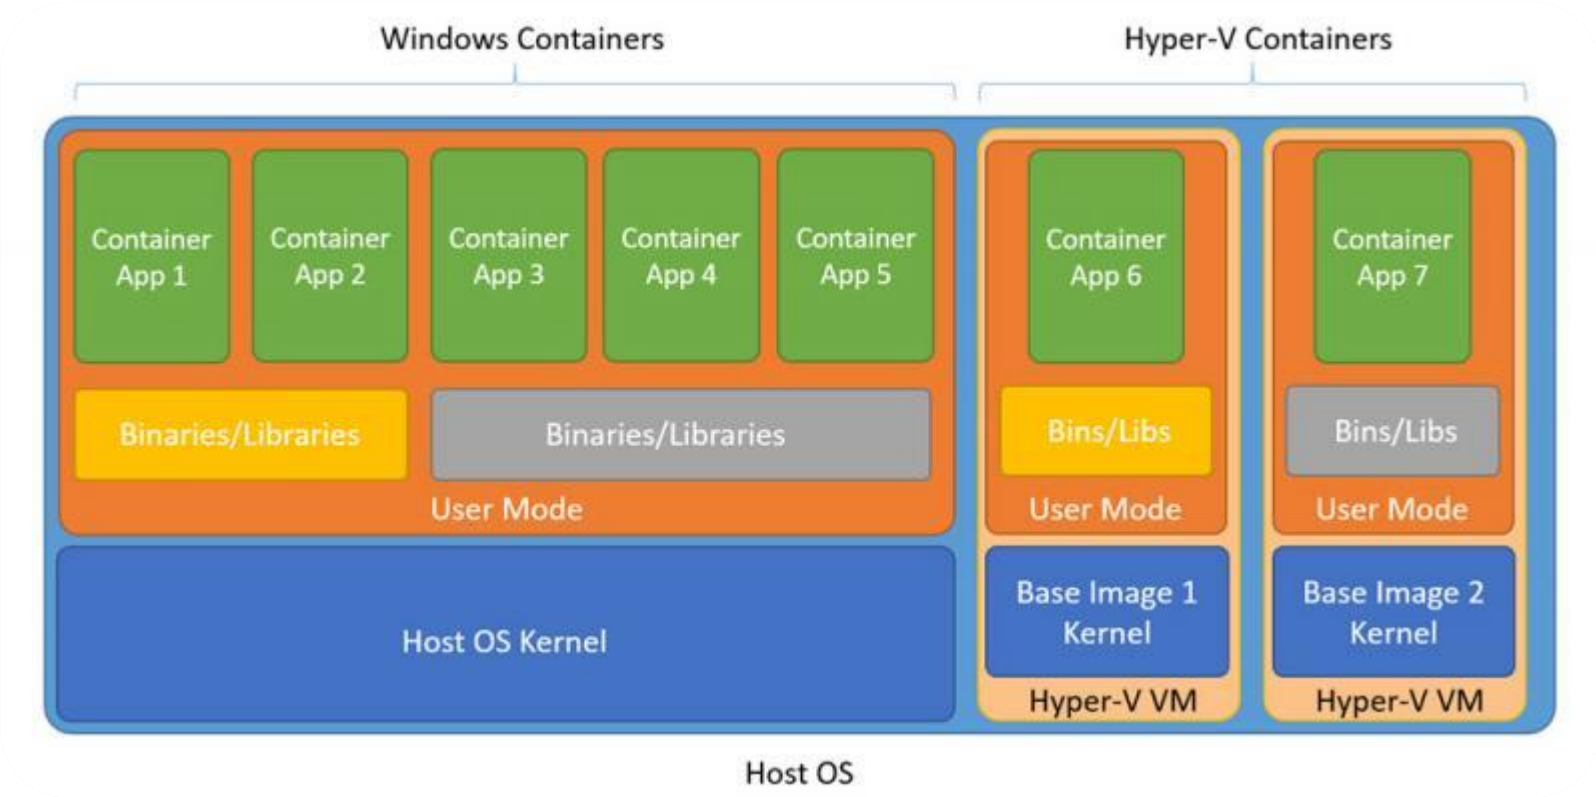 Windows Containers
Hyper-V Containers
Container
App 1
Container
App 2
Container
App 3
Container
App 4
Container
App 5
Container
App 6
Container
App 7
Binaries/Libraries
Binaries/Libraries
Bins/Libs
Bins/Libs
User Mode
User Mode
User Mode
Host OS Kernel
Base Image 1
Kernel
Base Image 2
Kernel
Hyper-V VM
Hyper-V VM
Host OS